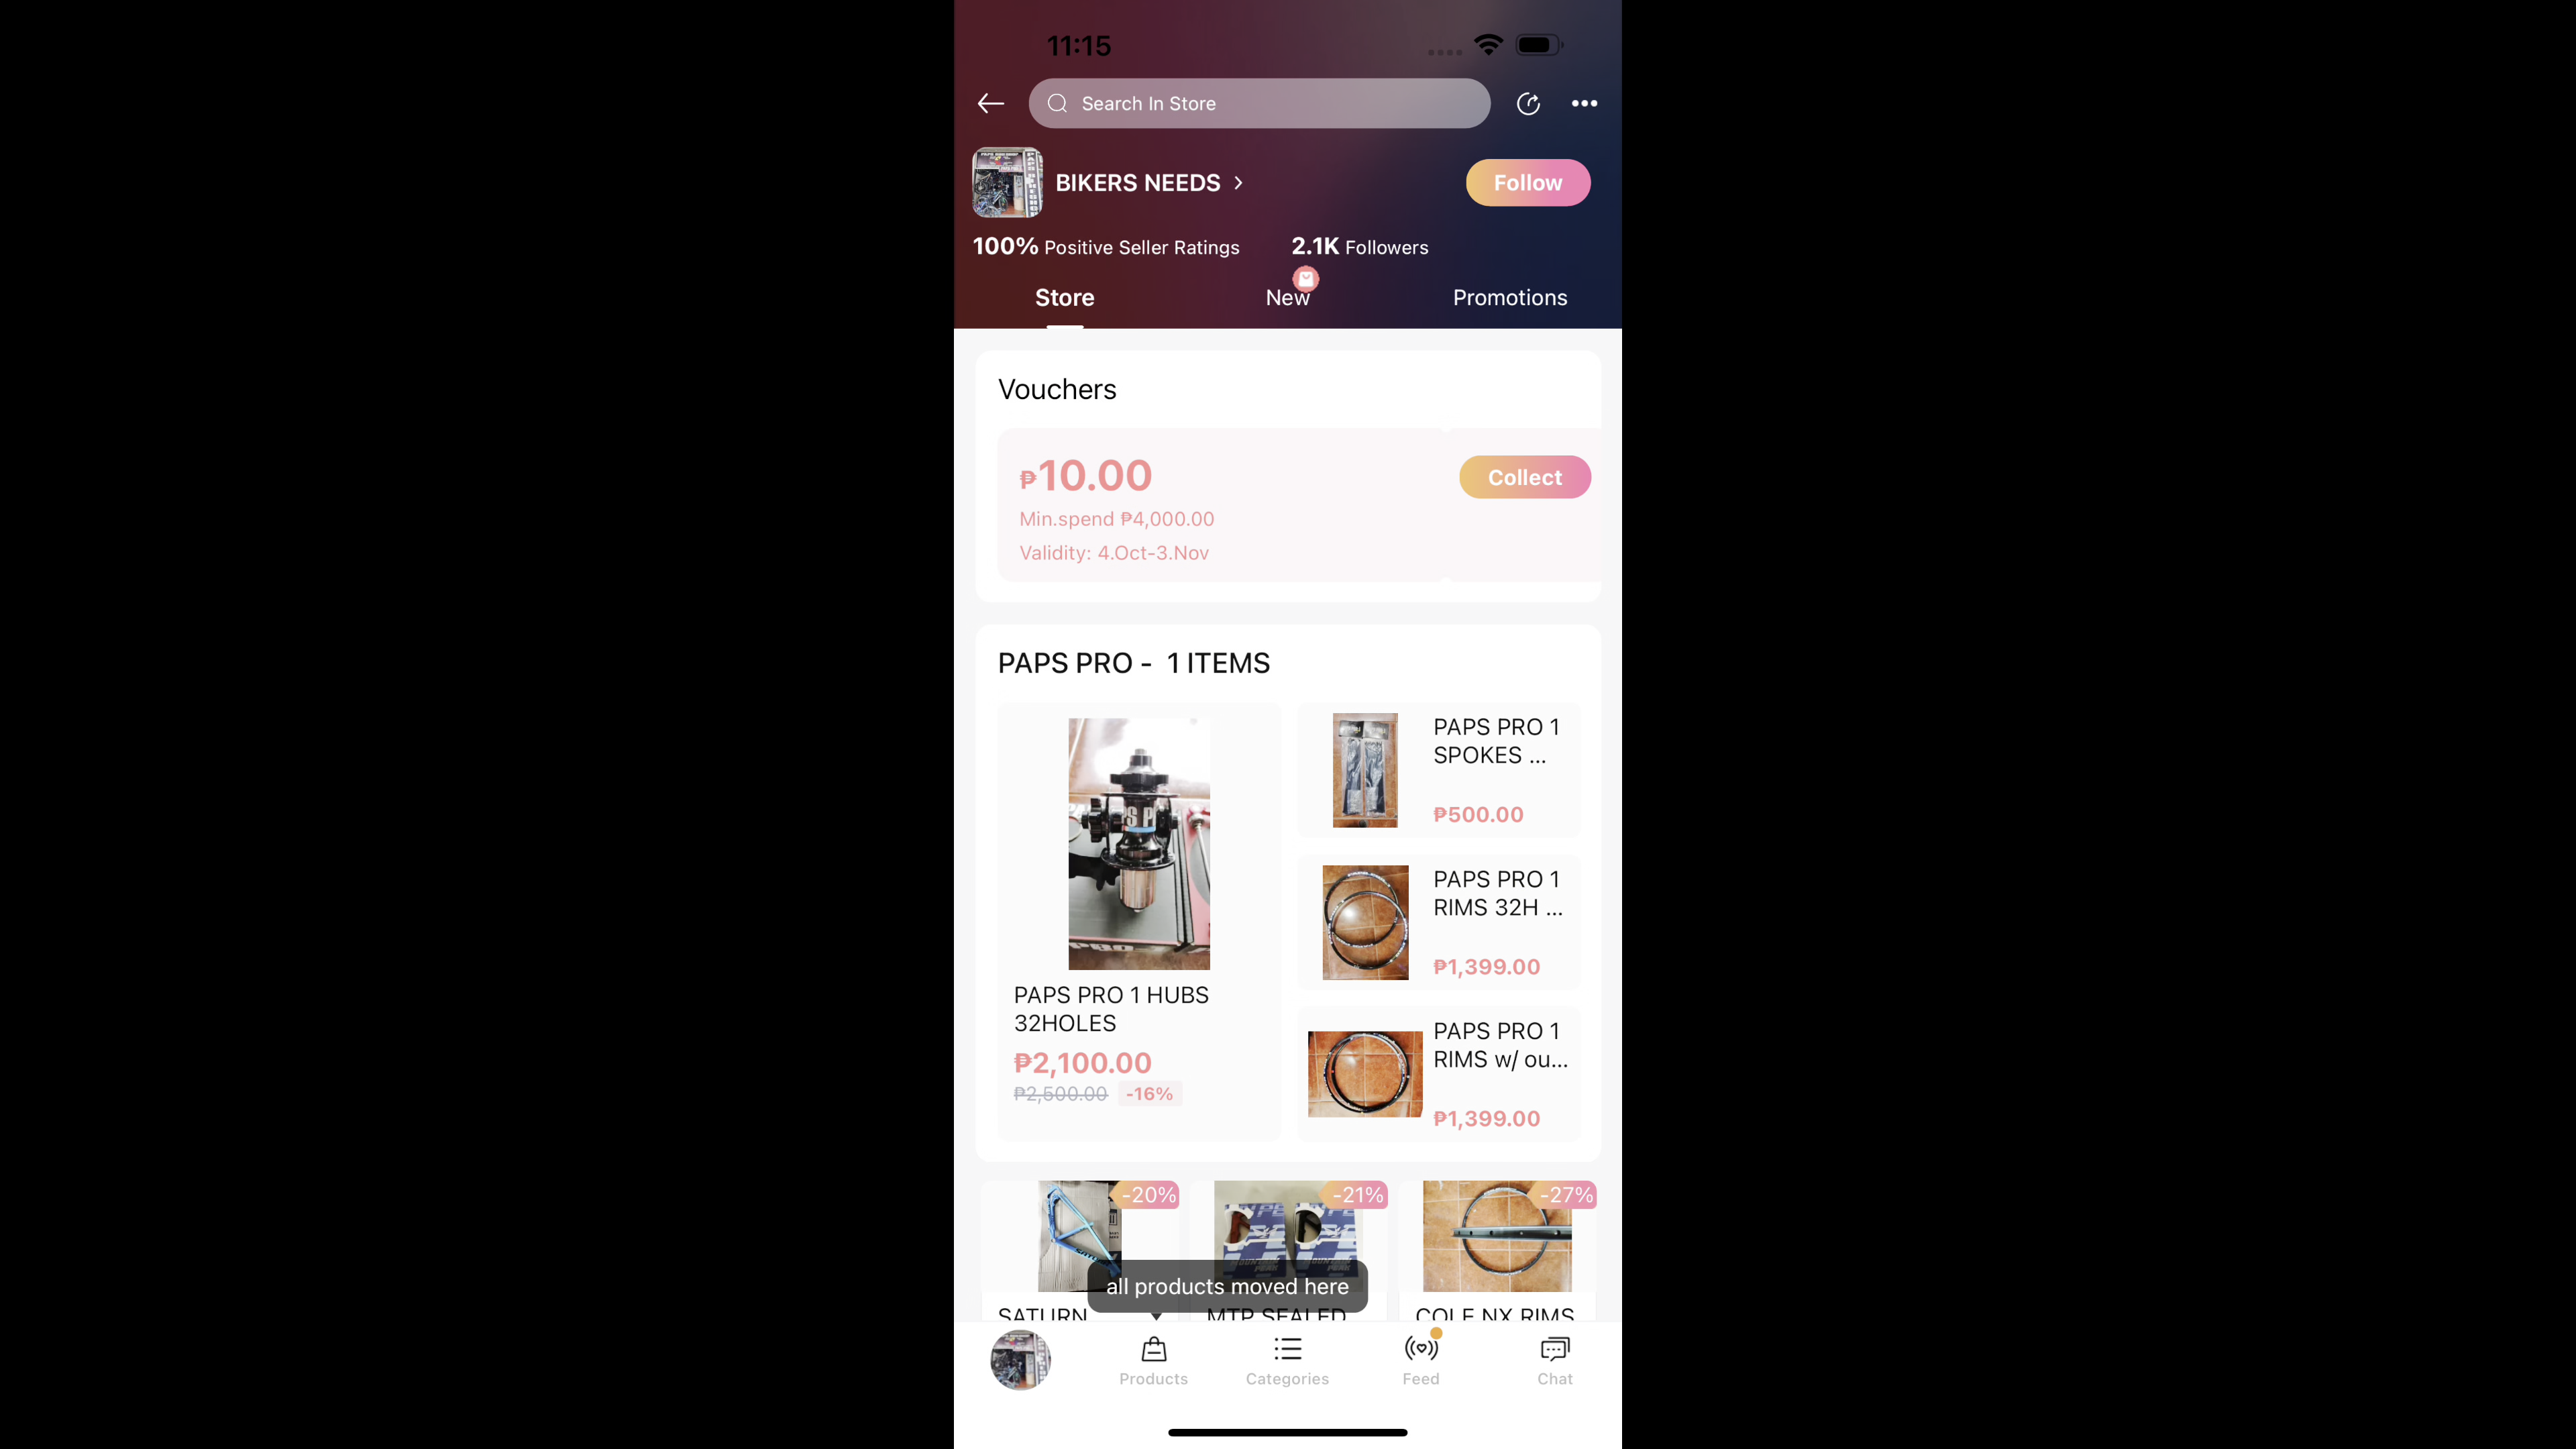 11:15
Search In Store
BIKERS NEEDS
Follow
100% Positive Seller Ratings
2.1K Followers
Store
New
Promotions
Vouchers
₱10.00
Collect
Min.spend ₱4,000.00
Validity: 4.Oct-3.Nov
PAPS PRO - 1 ITEMS
PAPS PRO 1 HUBS
32HOLES
₱2,100.00
₱2,500.00 -16%
PAPS PRO 1
SPOKES ...
₱500.00
PAPS PRO 1
RIMS 32H ...
₱1,399.00
PAPS PRO 1
RIMS w/ ou...
₱1,399.00
-20%
-21%
-27%
all products moved here
SATURN
MTP SEALED
COLE NX RIMS
Products
Categories
Feed
Chat